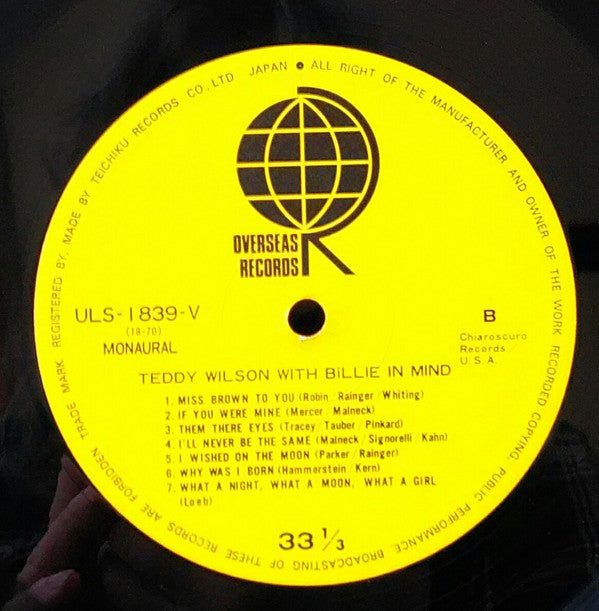 TRADE MARK REGISTERED BY. MADE BY TEICHIKU RECORDS CO., LTD JAPAN • ALL RIGHT OF THE MANUFACTURER AND OWNER OF THE WORK RECORDED COPYING, PUBLIC PERFORMANCE, BROADCASTING OF THESE RECORDS ARE FORBIDDEN
OVERSEAS
RECORDS
ULS-1839-V
(18-70)
MONAURAL
B
Chiaroscuro
Records
U.S.A.
TEDDY WILSON WITH BILLIE IN MIND
1. MISS BROWN TO YOU (Robin / Rainger / Whiting)
2. IF YOU WERE MINE (Mercer / Malneck)
3. THEM THERE EYES (Tracey / Tauber / Pinkard)
4. I'LL NEVER BE THE SAME (Malneck / Signorelli / Kahn)
5. I WISHED ON THE MOON (Parker / Rainger)
6. WHY WAS I BORN (Hammerstein / Kern)
7. WHAT A NIGHT, WHAT A MOON, WHAT A GIRL
(Loeb)
33 1/3